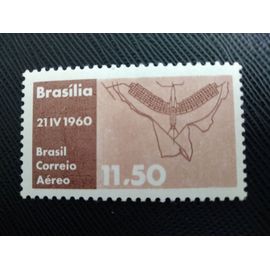 Brasília
21 IV 1960
Brasil
Correio
Aéreo
11,50